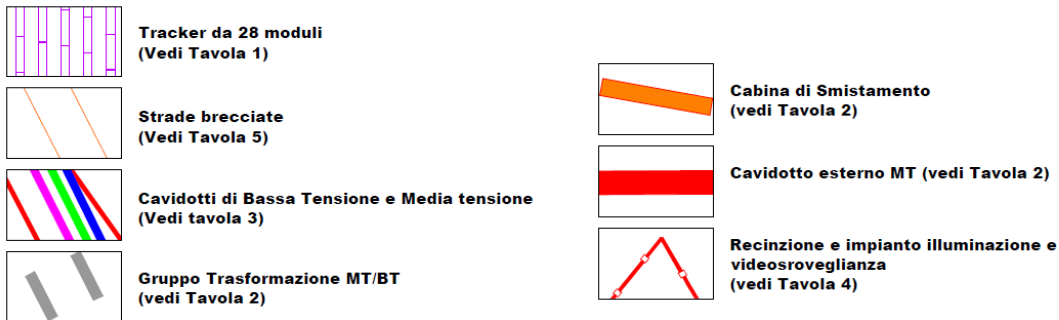 Tracker da 28 moduli
(Vedi Tavola 1)
Strade brecciate
(Vedi Tavola 5)
Cavidotti di Bassa Tensione e Media tensione
(Vedi tavola 3)
Gruppo Trasformazione MT/BT
(vedi Tavola 2)
Cabina di Smistamento
(vedi Tavola 2)
Cavidotto esterno MT (vedi Tavola 2)
Recinzione e impianto illuminazione e
videosroveglianza
(vedi Tavola 4)